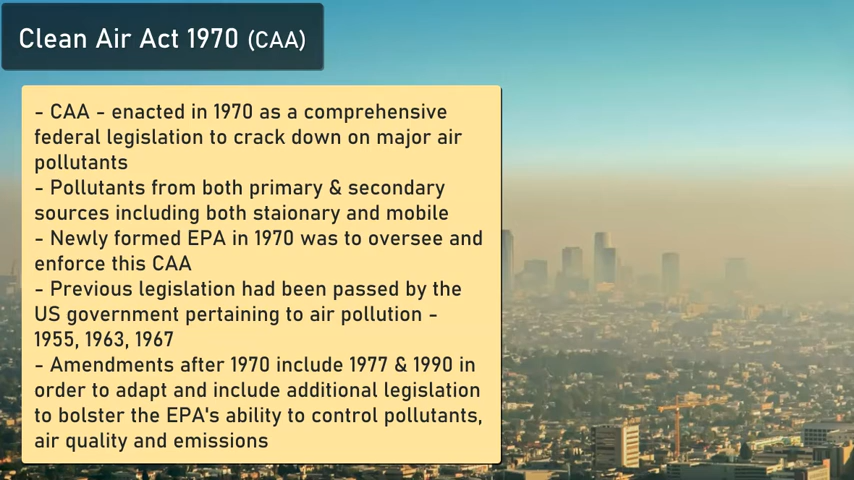 Clean Air Act 1970 (CAA)
- CAA - enacted in 1970 as a comprehensive
federal legislation to crack down on major air
pollutants
- Pollutants from both primary & secondary
sources including both staionary and mobile
- Newly formed EPA in 1970 was to oversee and
enforce this CAA
- Previous legislation had been passed by the
US government pertaining to air pollution -
1955, 1963, 1967
- Amendments after 1970 include 1977 & 1990 in
order to adapt and include additional legislation
to bolster the EPA's ability to control pollutants,
air quality and emissions